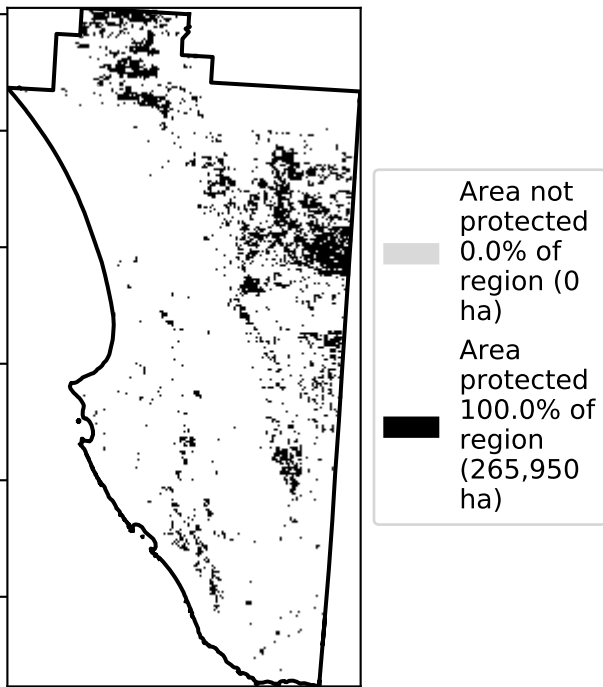 Area not
protected
0.0% of
region (0
ha)
Area
protected
100.0% of
region
(265,950
ha)